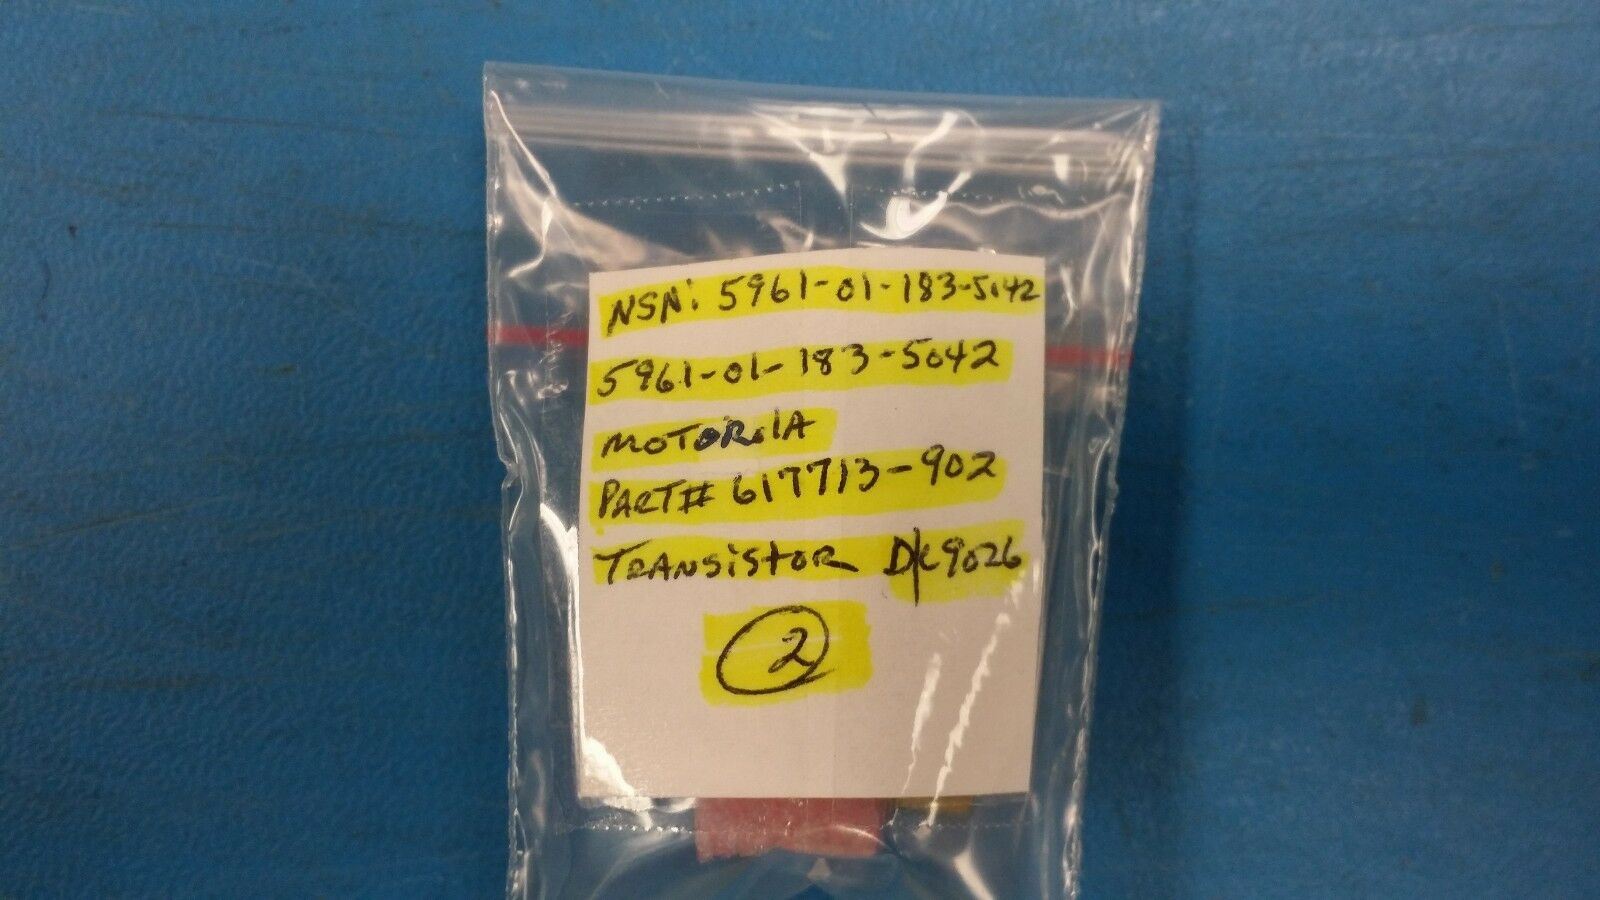 NSN: 5961-01-183-5042
5961-01-183-5042
MOTOROlA
PART# 617713-902
TRANSiStOR D/C 9026
2